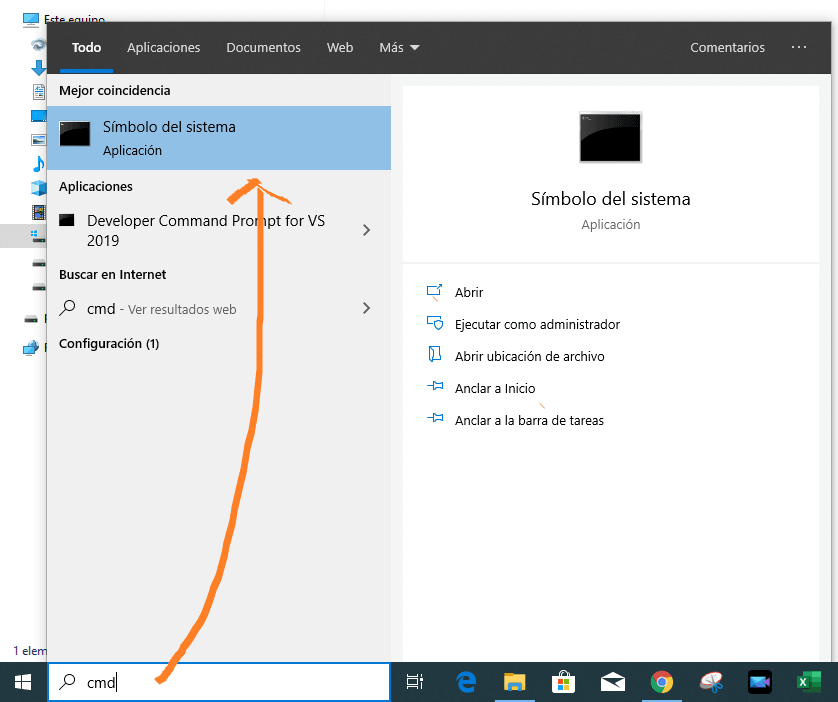 Este equipo
Todo Aplicaciones Documentos Web Más Comentarios ...
Mejor coincidencia
Símbolo del sistema
Aplicación
Aplicaciones
Developer Command Prompt for VS
2019
Buscar en Internet
cmd - Ver resultados web
Configuración (1)
Símbolo del sistema
Aplicación
Abrir
Ejecutar como administrador
Abrir ubicación de archivo
Anclar a Inicio
Anclar a la barra de tareas
1 elem
cmd